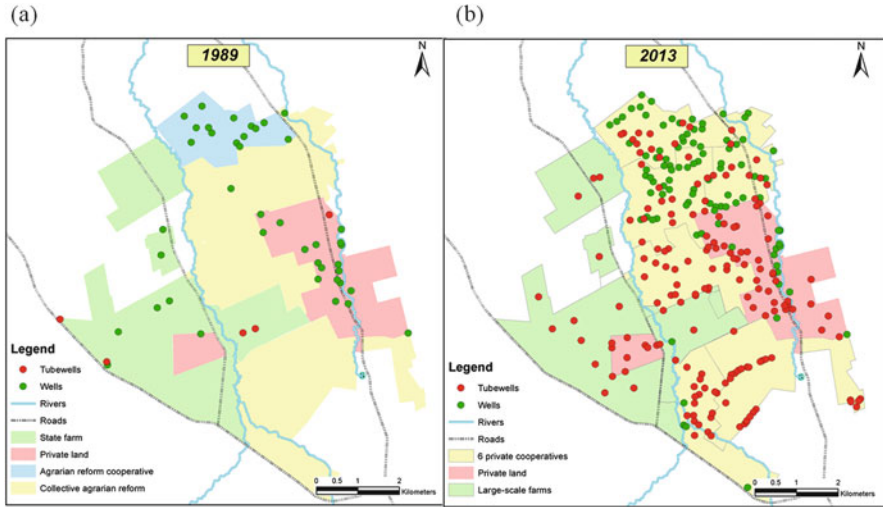 (a)
1989
N
Legend
Tubewells
Wells
Rivers
Roads
State farm
Private land
Agrarian reform cooperative
Collective agrarian reform
0 0.5 1 2
Kilometers
(b)
2013
N
Legend
Tubewells
Wells
Rivers
Roads
6 private cooperatives
Private land
Large-scale farms
0 0.5 1 2
Kilometers